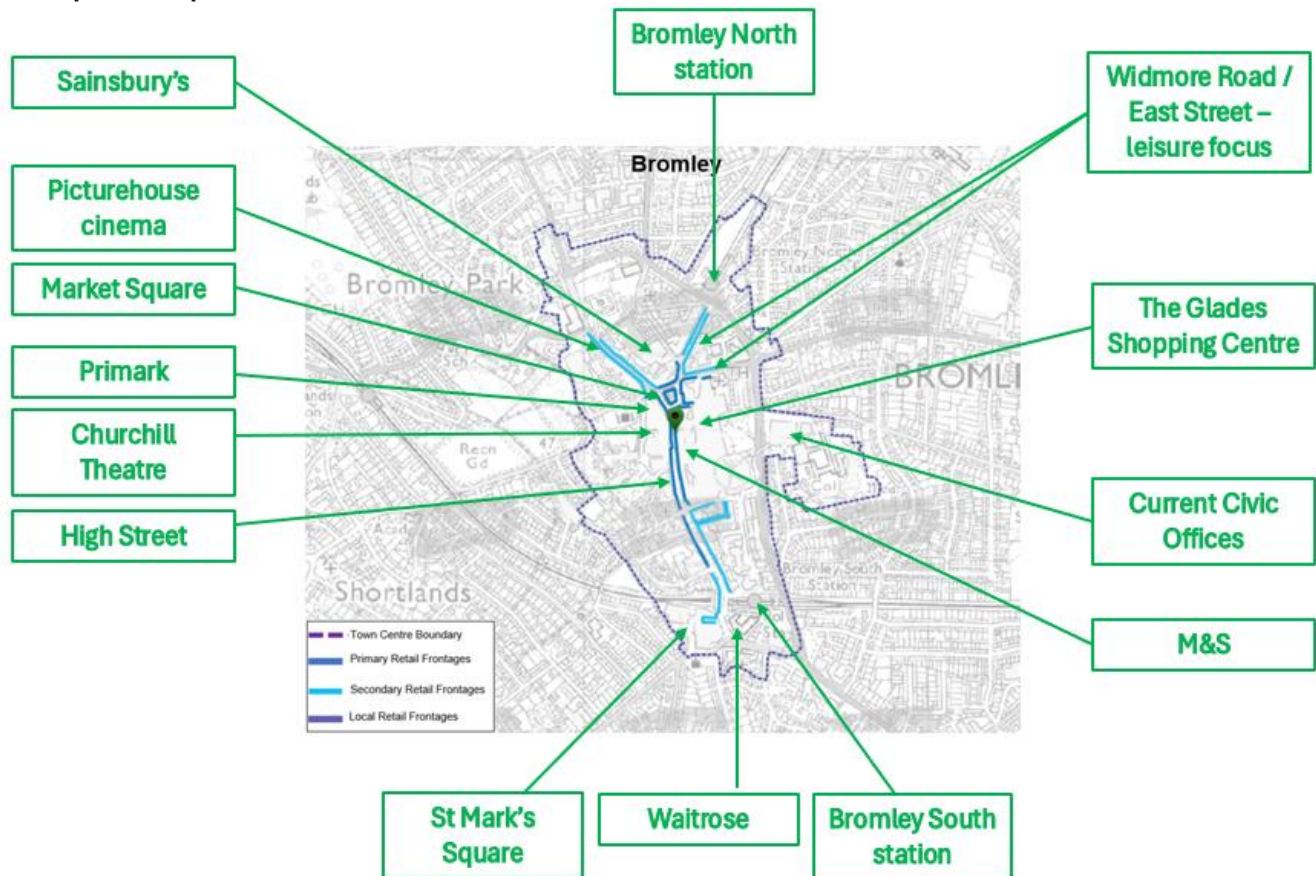 Bromley North
station
Sainsbury's
Widmore Road /
East Street –
leisure focus
Picturehouse
cinema
Bromley
Market Square
Bromley Park
The Glades
Shopping Centre
Primark
BROMLE
Churchill
Theatre
47
Recn
Gd
High Street
Current Civic
Offices
Bromley South
Station
Shortlands
M&S
Town Centre Boundary
Primary Retail Frontages
Secondary Retail Frontages
Local Retail Frontages
St Mark's
Square
Waitrose
Bromley South
station